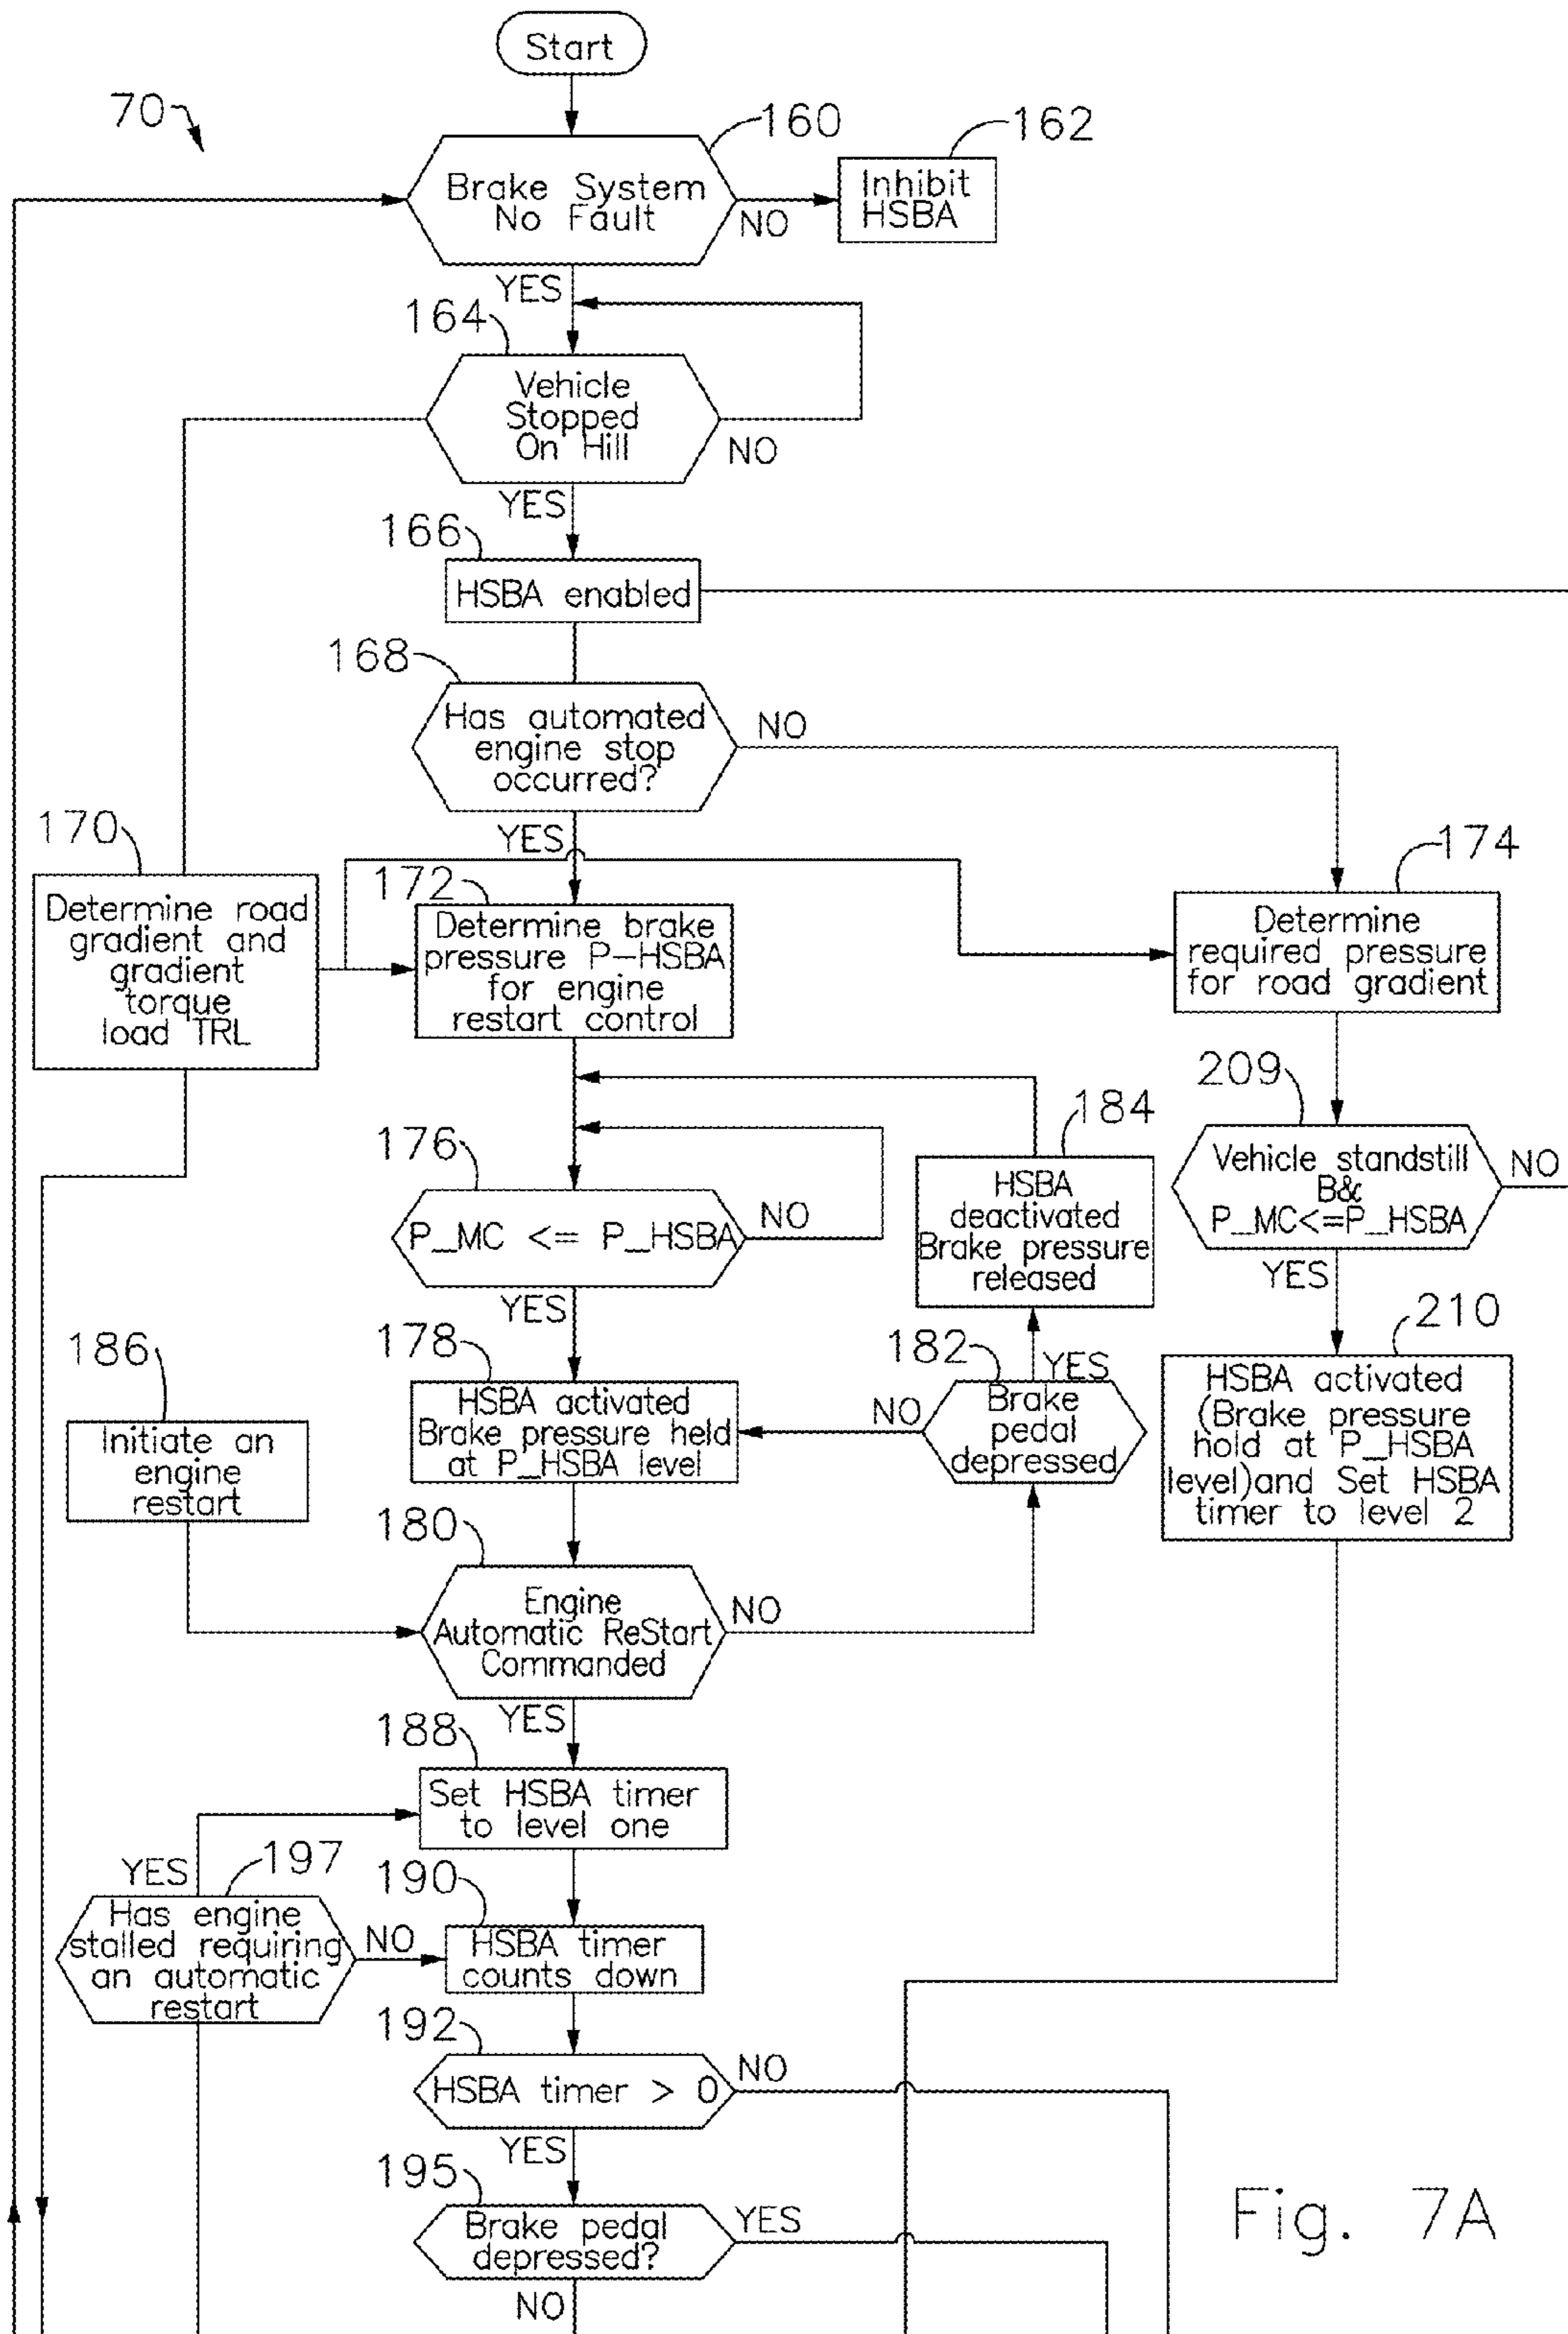 Start
70
160
162
Brake System
No Fault
NO
Inhibit
HSBA
YES
164
Vehicle
Stopped
On Hill
NO
YES
166
HSBA enabled
168
Has automated
engine stop
occurred?
NO
YES
170
Determine road
gradient and
gradient
torque
load TRL
172
Determine brake
pressure P-HSBA
for engine
restart control
174
Determine
required pressure
for road gradient
209
Vehicle standstill
B&
P_MC<=P_HSBA
NO
YES
176
P_MC <= P_HSBA
NO
YES
184
HSBA
deactivated
Brake pressure
released
178
HSBA activated
Brake pressure held
at P_HSBA level
182
YES
NO
Brake
pedal
depressed
210
HSBA activated
(Brake pressure
hold at P_HSBA
level)and Set HSBA
timer to level 2
186
Initiate an
engine
restart
180
Engine
Automatic ReStart
Commanded
NO
YES
188
Set HSBA timer
to level one
YES
197
Has engine
stalled requiring
an automatic
restart
NO
190
HSBA timer
counts down
192
HSBA timer > 0
NO
YES
195
Brake pedal
depressed?
YES
NO
Fig. 7A